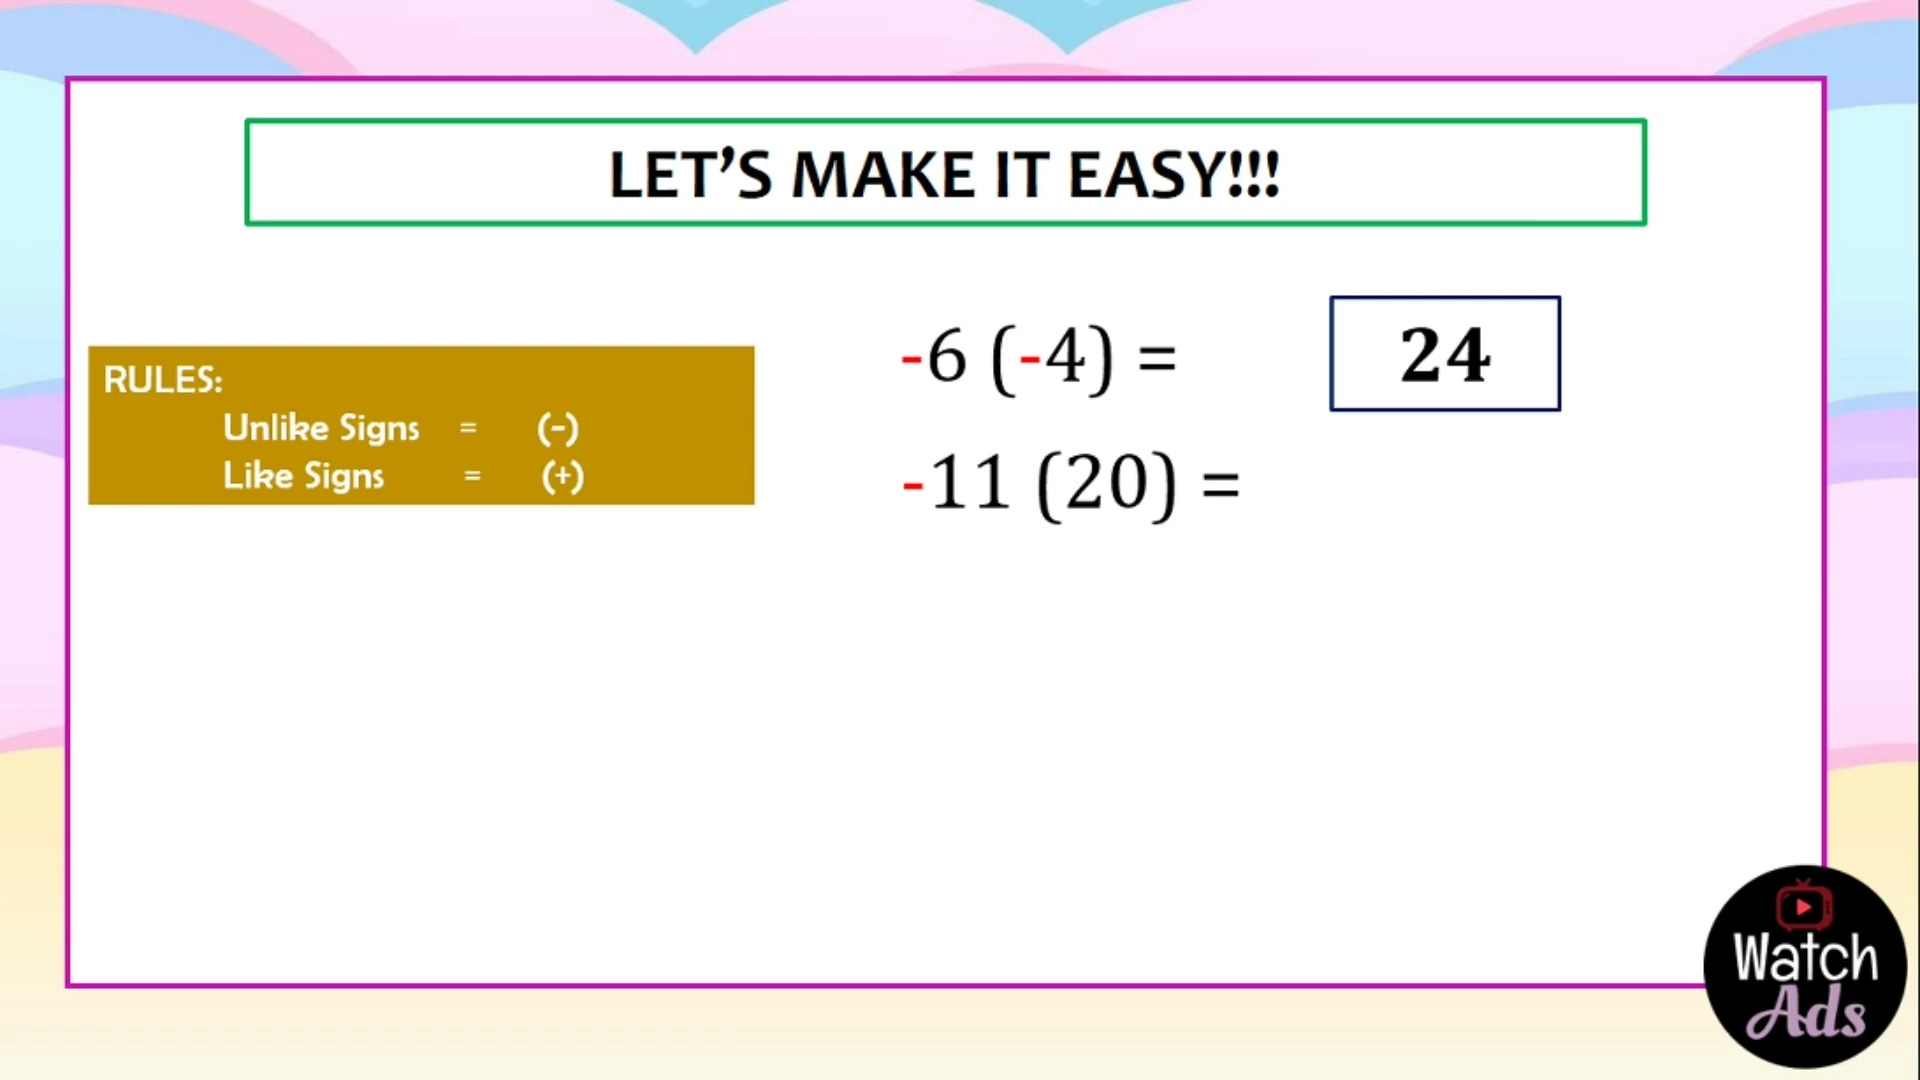 LET’S MAKE IT EASY!!!
RULES:
Unlike Signs = (-)
Like Signs = (+)
-6 (-4) = 24
-11 (20) =
Watch
Ads